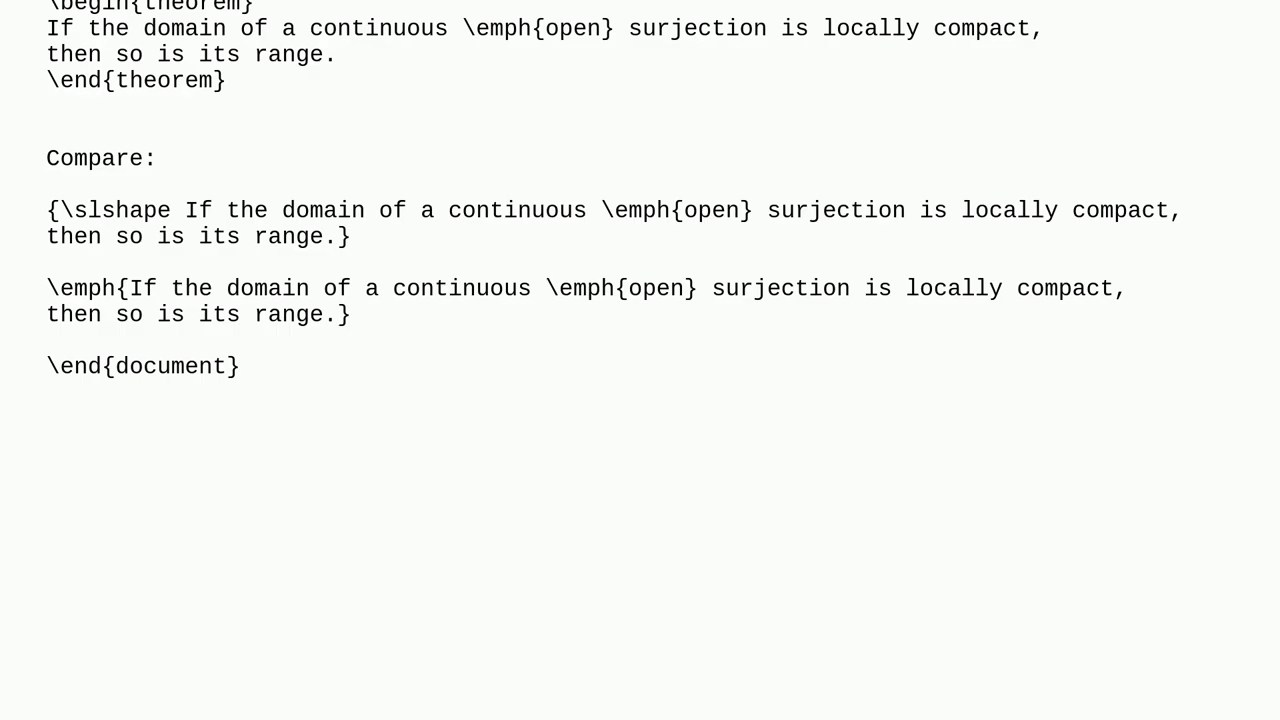 \begin{theorem}
If the domain of a continuous \emph{open} surjection is locally compact,
then so is its range.
\end{theorem}
Compare:
{\slshape If the domain of a continuous \emph{open} surjection is locally compact,
then so is its range.}
\emph{If the domain of a continuous \emph{open} surjection is locally compact,
then so is its range.}
\end{document}